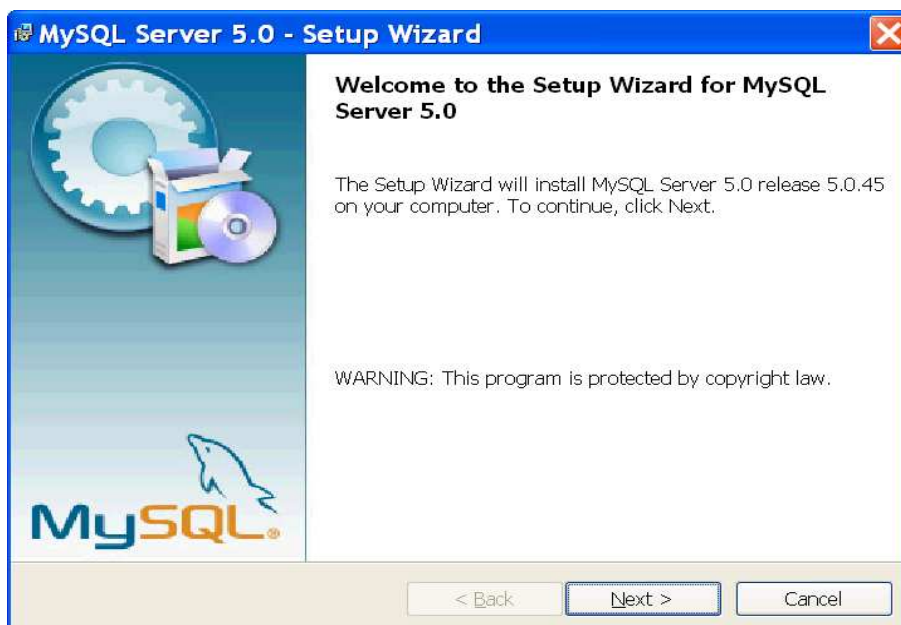 MySQL Server 5.0 - Setup Wizard
Welcome to the Setup Wizard for MySQL
Server 5.0
The Setup Wizard will install MySQL Server 5.0 release 5.0.45
on your computer. To continue, click Next.
WARNING: This program is protected by copyright law.
MySQL®
< Back
Next >
Cancel